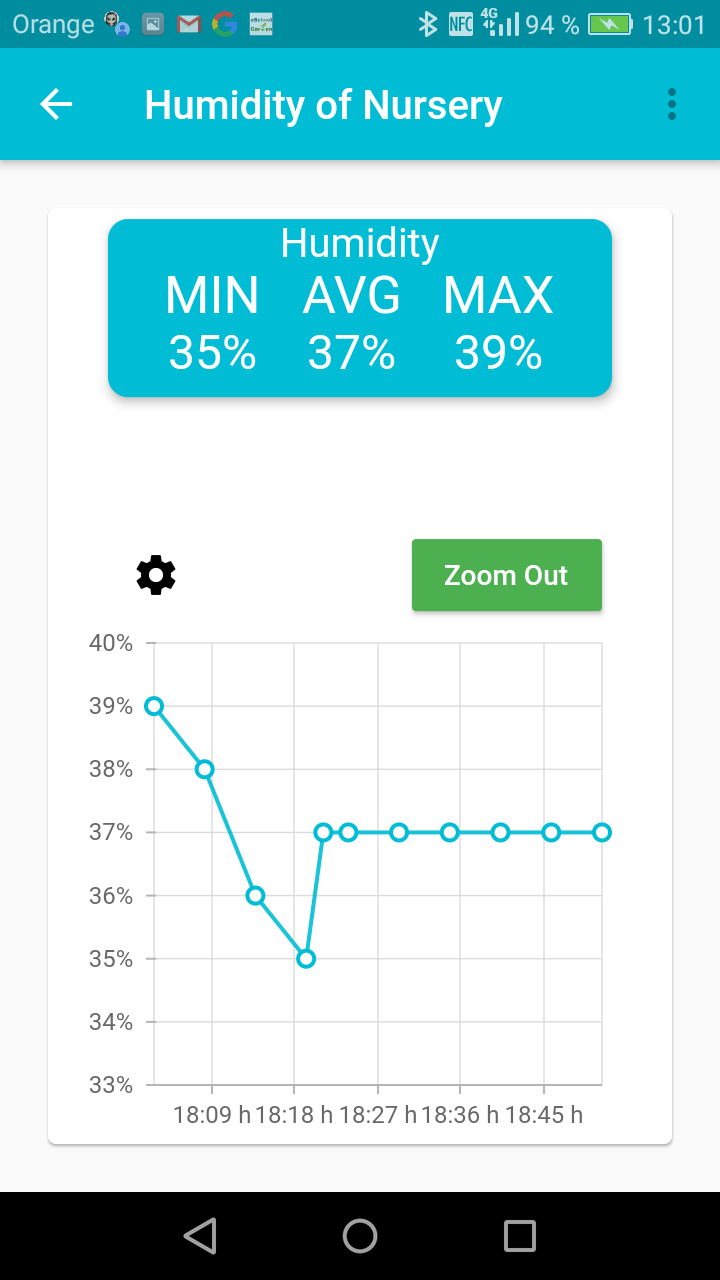 Orange NFC 4G 94 % 13:01
Humidity of Nursery
Humidity
MIN AVG MAX
35% 37% 39%
Zoom Out
40%
39%
38%
37%
36%
35%
34%
33%
18:09 h 18:18 h 18:27 h 18:36 h 18:45 h